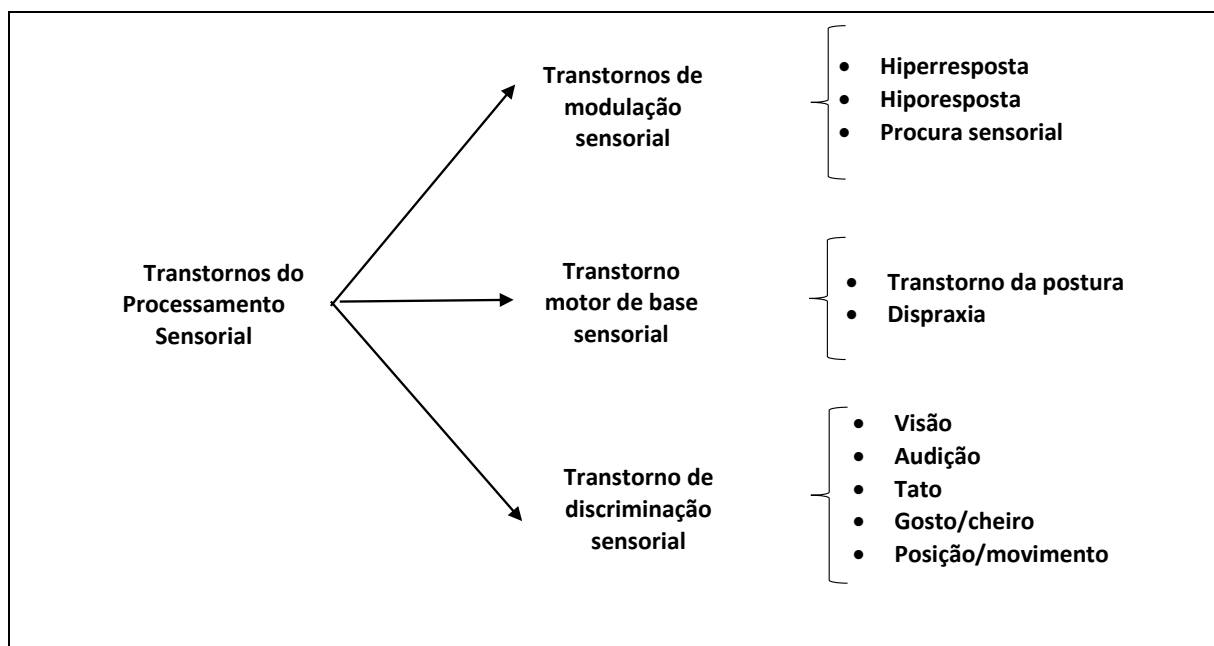 Transtornos de
modulação
sensorial
• Hiperresposta
• Hiporesposta
• Procura sensorial
Transtornos do
Processamento
Sensorial
Transtorno
motor de base
sensorial
• Transtorno da postura
• Dispraxia
Transtorno de
discriminação
sensorial
• Visão
• Audição
• Tato
• Gosto/cheiro
• Posição/movimento